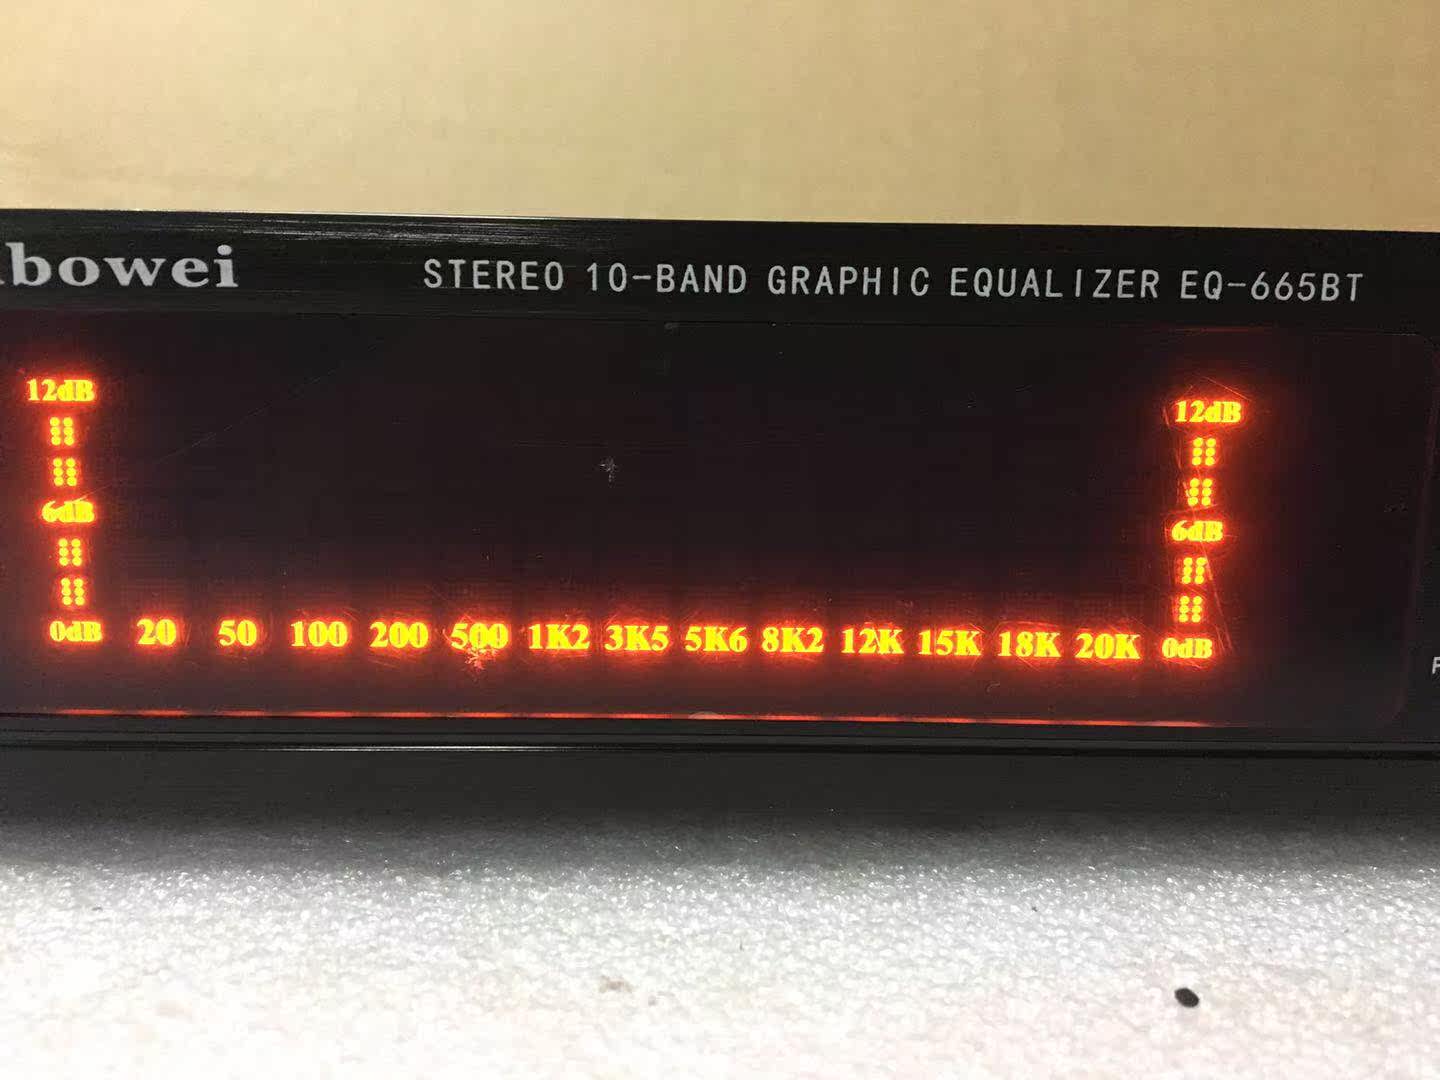 bowei
STEREO 10-BAND GRAPHIC EQUALIZER EQ-665BT
12dB 12dB
6dB 6dB
0dB 20 50 100 200 500 1K2 3K5 5K6 8K2 12K 15K 18K 20K 0dB